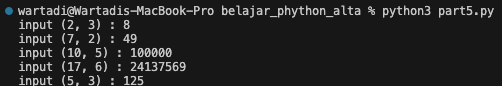 wartadi@Wartadis-MacBook-Pro belajar_phython_alta % python3 part5.py
input (2, 3) : 8
input (7, 2) : 49
input (10, 5) : 100000
input (17, 6) : 24137569
input (5, 3) : 125